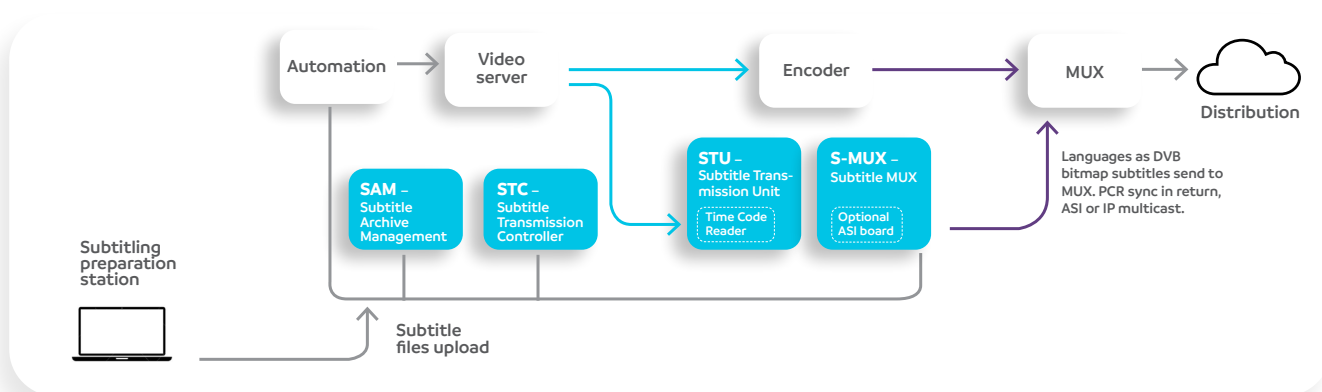 Automation
Video
server
Encoder
MUX
Distribution
SAM –
Subtitle
Archive
Management
STC –
Subtitle
Transmission
Controller
STU –
Subtitle Trans-
mission Unit
Time Code
Reader
S-MUX –
Subtitle MUX
Optional
ASI board
Languages as DVB
bitmap subtitles send to
MUX. PCR sync in return,
ASI or IP multicast.
Subtitling
preparation
station
Subtitle
files upload